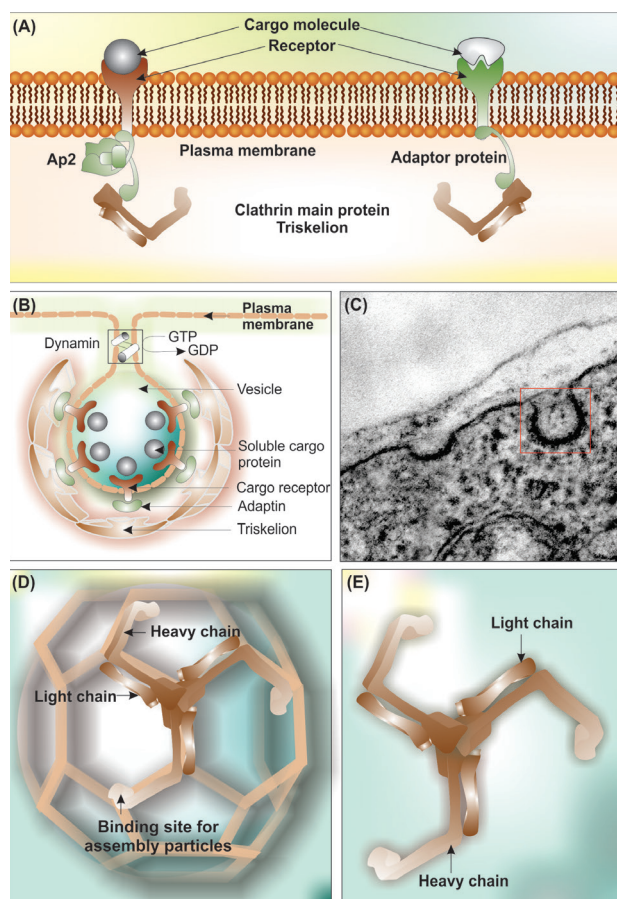 (A)
Cargo molecule
Receptor
Ap2
Plasma membrane
Adaptor protein
Clathrin main protein
Triskelion
(B)
Plasma
membrane
Dynamin
GTP
GDP
Vesicle
Soluble cargo
protein
Cargo receptor
Adaptin
Triskelion
(C)
(D)
Heavy chain
Light chain
Binding site for
assembly particles
(E)
Light chain
Heavy chain